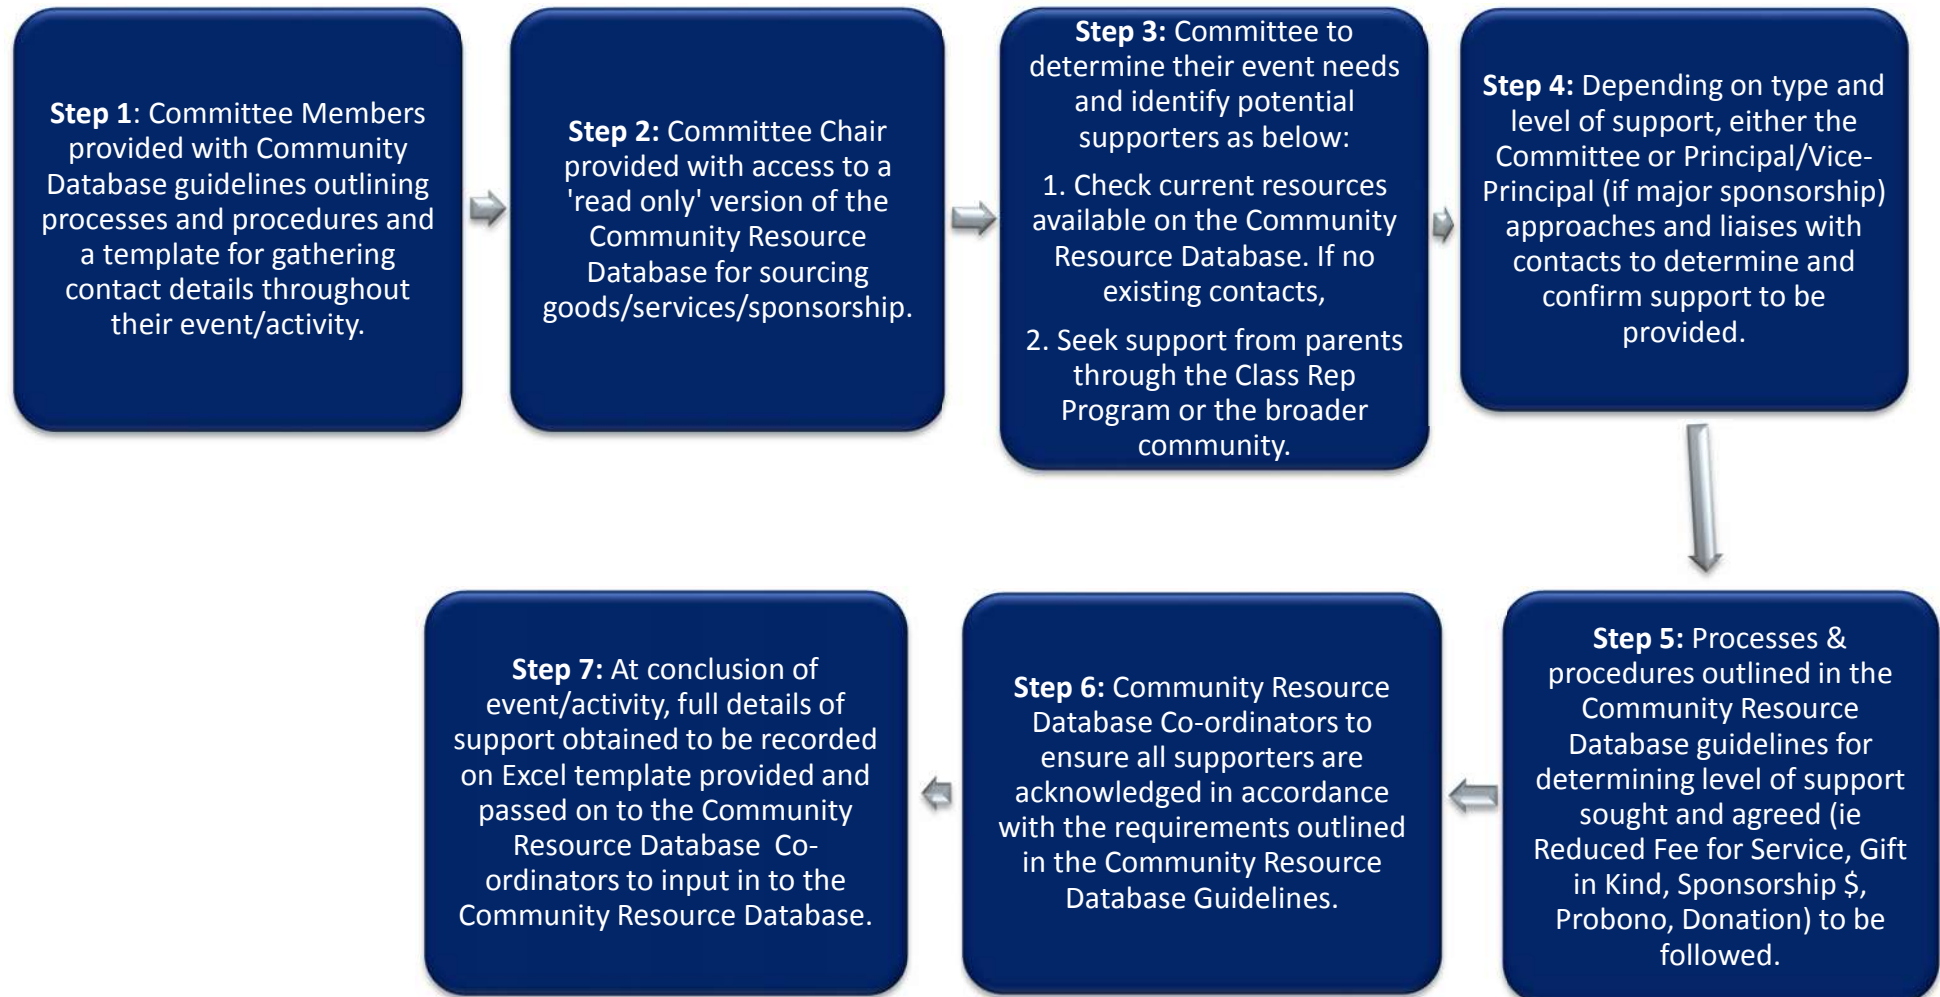 Step 1: Committee Members
provided with Community
Database guidelines outlining
processes and procedures and
a template for gathering
contact details throughout
their event/activity.
Step 2: Committee Chair
provided with access to a
'read only' version of the
Community Resource
Database for sourcing
goods/services/sponsorship.
Step 3: Committee to
determine their event needs
and identify potential
supporters as below:
1. Check current resources
available on the Community
Resource Database. If no
existing contacts,
2. Seek support from parents
through the Class Rep
Program or the broader
community.
Step 4: Depending on type and
level of support, either the
Committee or Principal/Vice-
Principal (if major sponsorship)
approaches and liaises with
contacts to determine and
confirm support to be
provided.
Step 5: Processes &
procedures outlined in the
Community Resource
Database guidelines for
determining level of support
sought and agreed (ie
Reduced Fee for Service, Gift
in Kind, Sponsorship $,
Probono, Donation) to be
followed.
Step 6: Community Resource
Database Co-ordinators to
ensure all supporters are
acknowledged in accordance
with the requirements outlined
in the Community Resource
Database Guidelines.
Step 7: At conclusion of
event/activity, full details of
support obtained to be recorded
on Excel template provided and
passed on to the Community
Resource Database Co-
ordinators to input in to the
Community Resource Database.